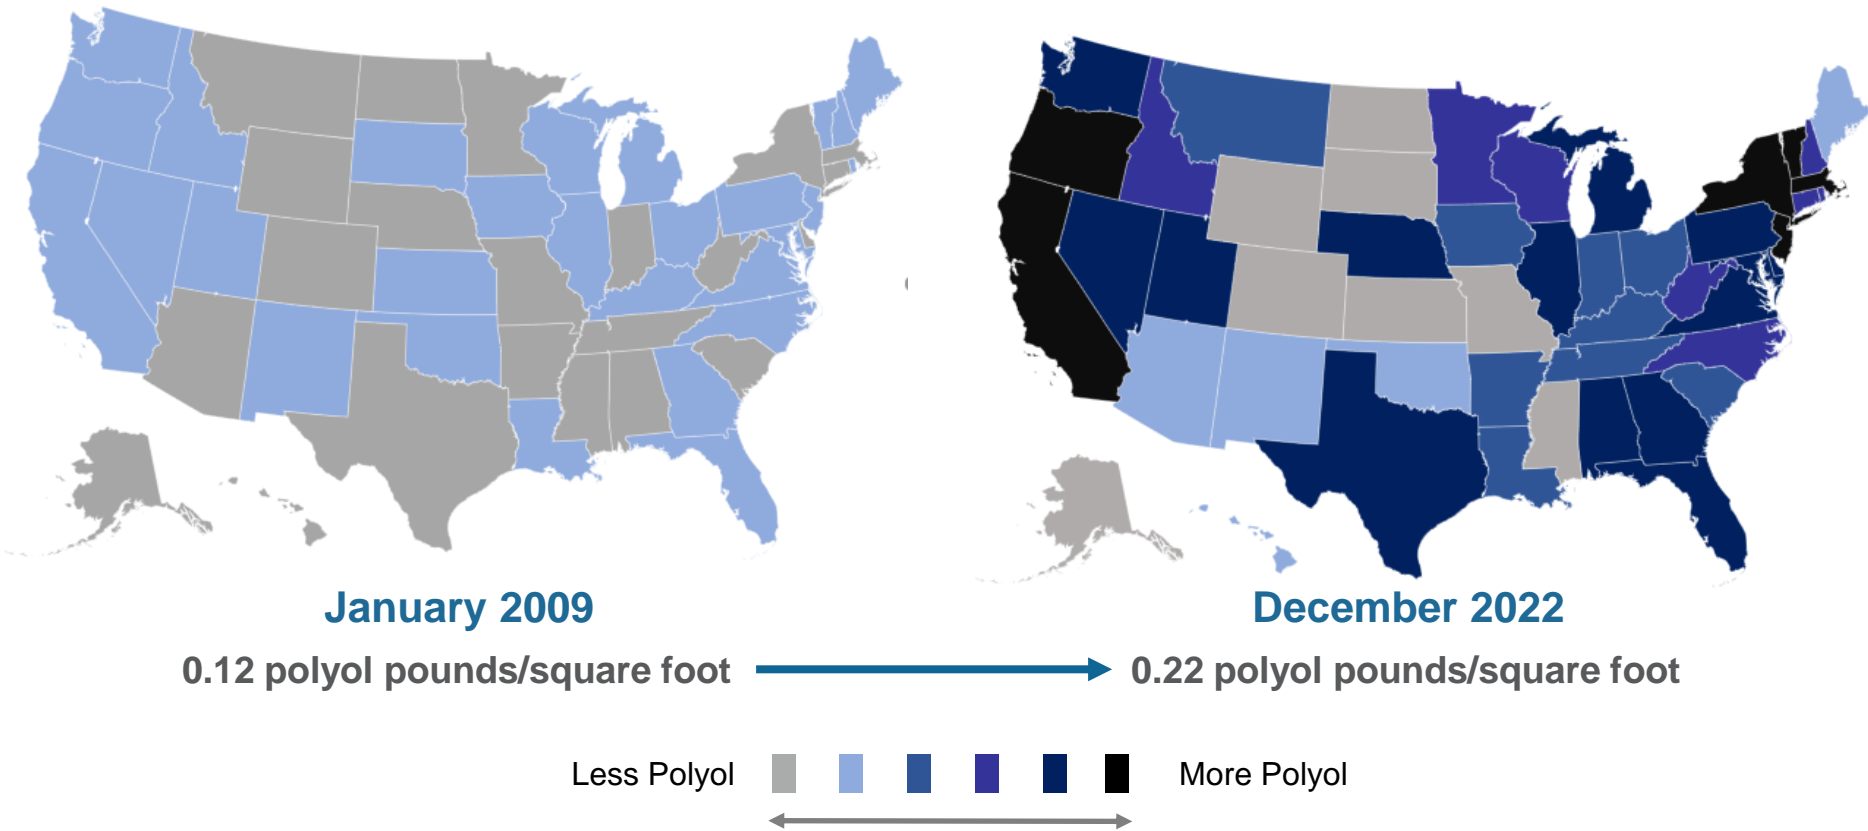 January 2009
December 2022
0.12 polyol pounds/square foot
0.22 polyol pounds/square foot
Less Polyol
More Polyol